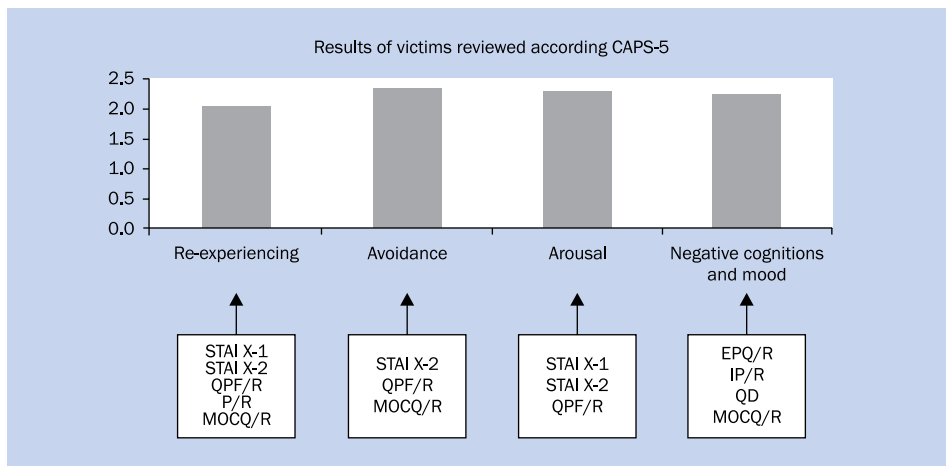 Results of victims reviewed according CAPS-5
2.5
2.0
1.5
1.0
0.5
0.0
Re-experiencing
Avoidance
Arousal
Negative cognitions
and mood
STAI X-1
STAI X-2
QPF/R
P/R
MOCQ/R
STAI X-2
QPF/R
MOCQ/R
STAI X-1
STAI X-2
QPF/R
EPQ/R
IP/R
QD
MOCQ/R